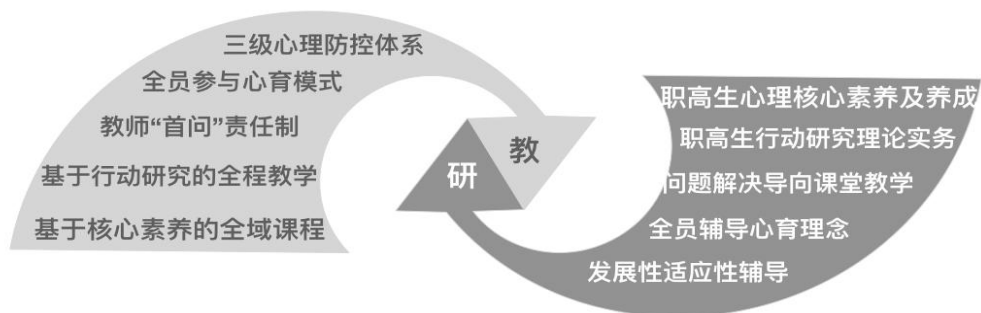 三级心理防控体系
全员参与心育模式
教师“首问”责任制
基于行动研究的全程教学
基于核心素养的全域课程
研
教
职高生心理核心素养及养成
职高生行动研究理论实务
问题解决导向课堂教学
全员辅导心育理念
发展性适应性辅导